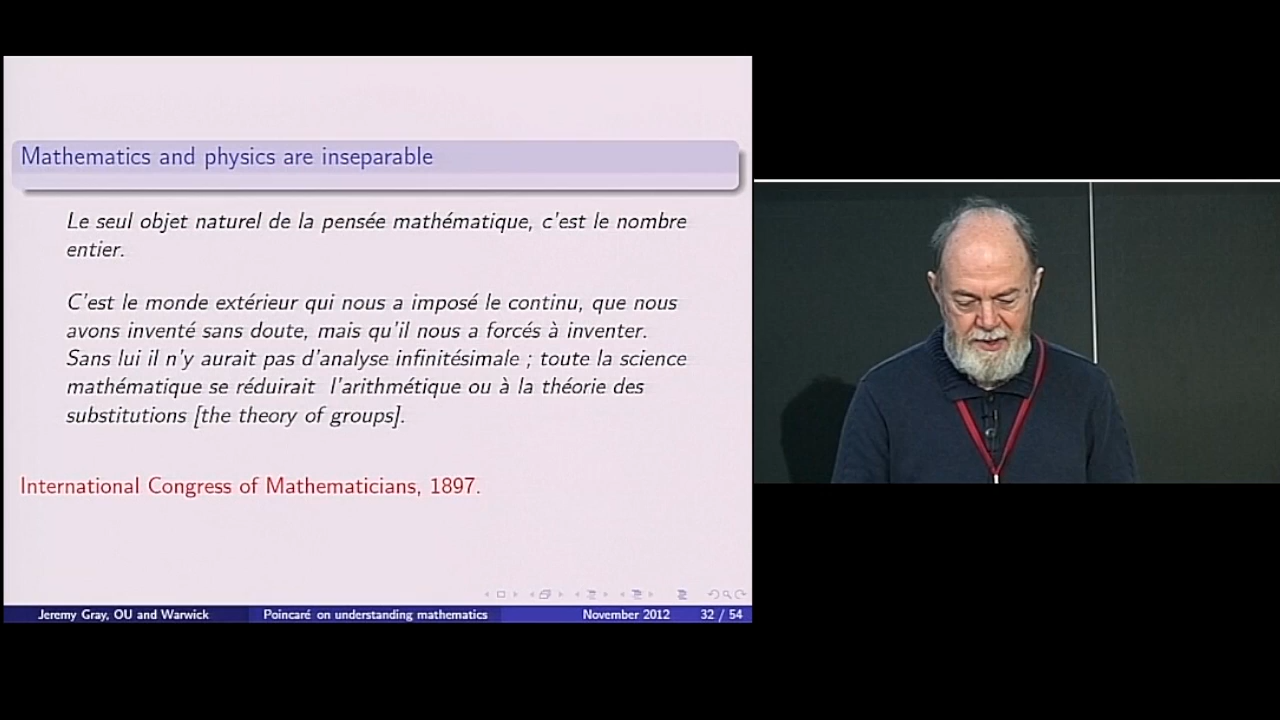 Mathematics and physics are inseparable
Le seul objet naturel de la pensée mathématique, c'est le nombre
entier.
C'est le monde extérieur qui nous a imposé le continu, que nous
avons inventé sans doute, mais qu'il nous a forcés à inventer.
Sans lui il n'y aurait pas d'analyse infinitésimale ; toute la science
mathématique se réduirait l'arithmétique ou à la théorie des
substitutions [the theory of groups].
International Congress of Mathematicians, 1897.
Jeremy Gray, OU and Warwick Poincaré on understanding mathematics November 2012 32 / 54